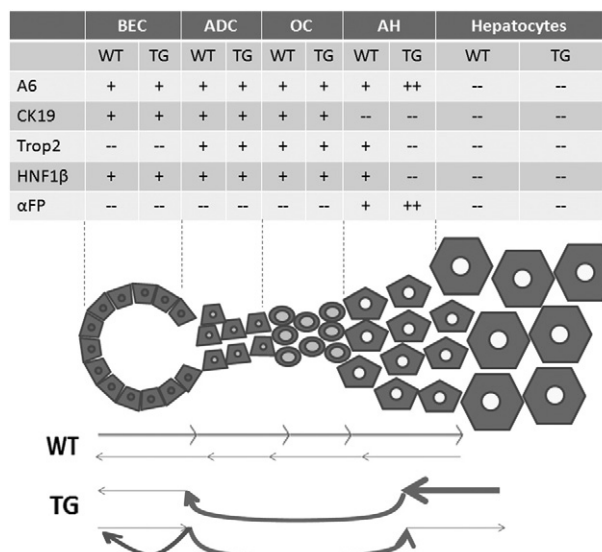 BEC ADC OC AH Hepatocytes
WT TG WT TG WT TG WT TG WT TG
A6 + + + + + + + ++ -- --
CK19 + + + + + + -- -- -- --
Trop2 -- -- + + + + + -- -- --
HNF1β + + + + + + + -- -- --
αFP -- -- -- -- -- -- + ++ -- --
WT
TG